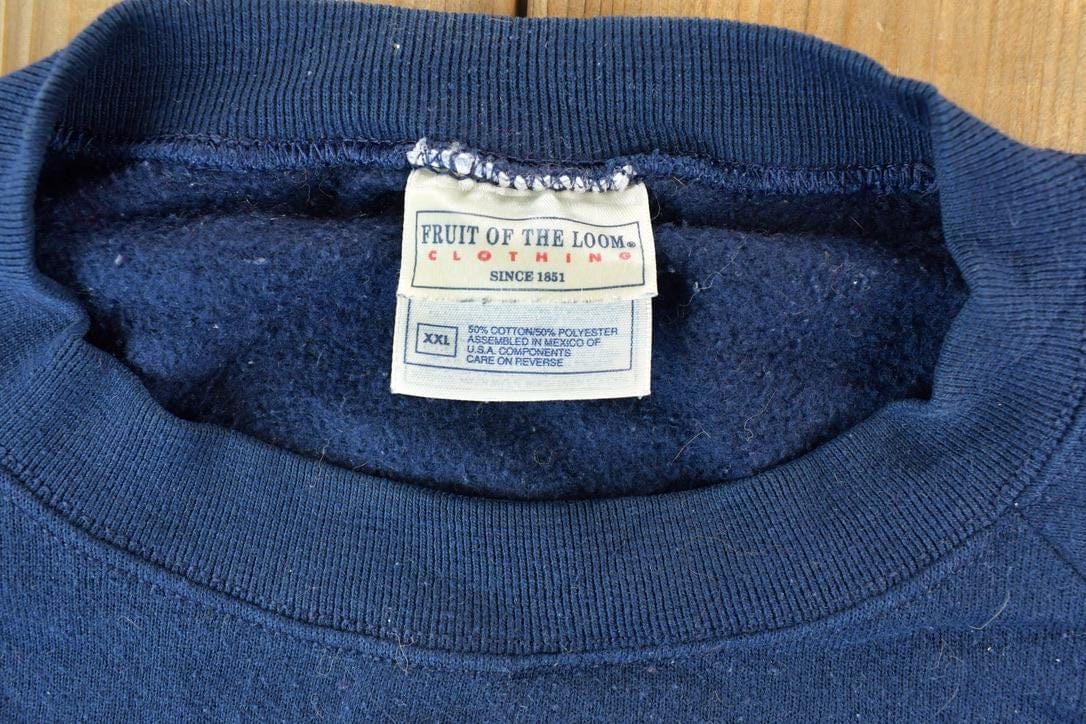 FRUIT OF THE LOOM®
CLOTHING
SINCE 1851
XXL
50% COTTON/50% POLYESTER
ASSEMBLED IN MEXICO OF
U.S.A. COMPONENTS
CARE ON REVERSE